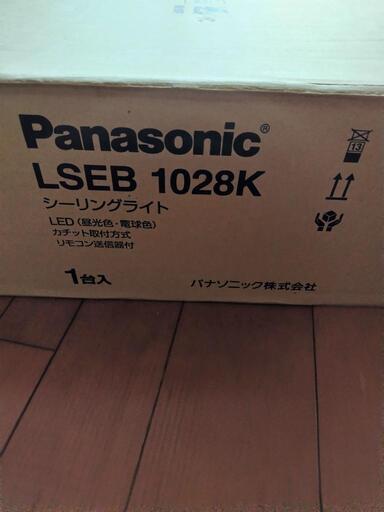 Panasonic®
LSEB 1028K
シーリングライト
LED（昼光色・電球色）
カチット取付方式
リモコン送信器付
1台入
パナソニック株式会社
13